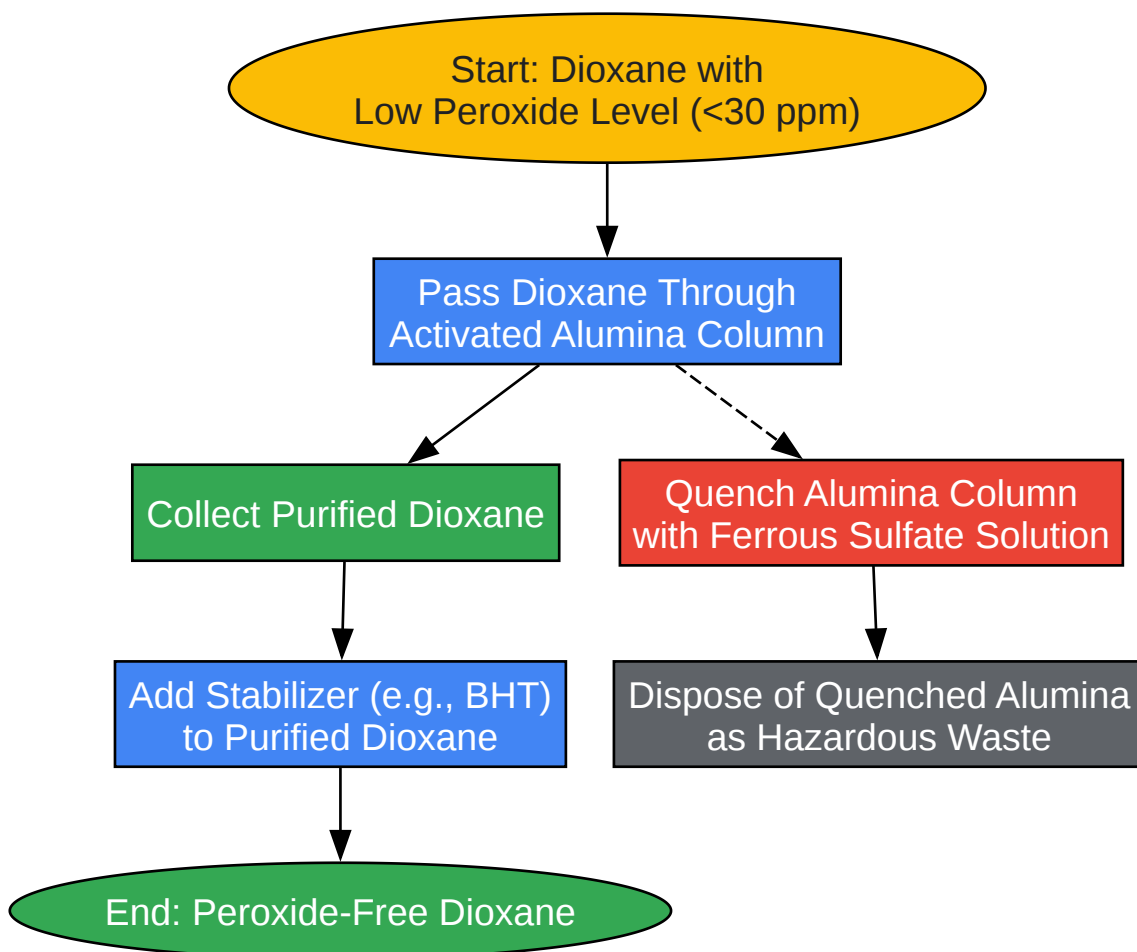 Start: Dioxane with
Low Peroxide Level (<30 ppm)
Pass Dioxane Through
Activated Alumina Column
Collect Purified Dioxane
Quench Alumina Column
with Ferrous Sulfate Solution
Add Stabilizer (e.g., BHT)
to Purified Dioxane
Dispose of Quenched Alumina
as Hazardous Waste
End: Peroxide-Free Dioxane